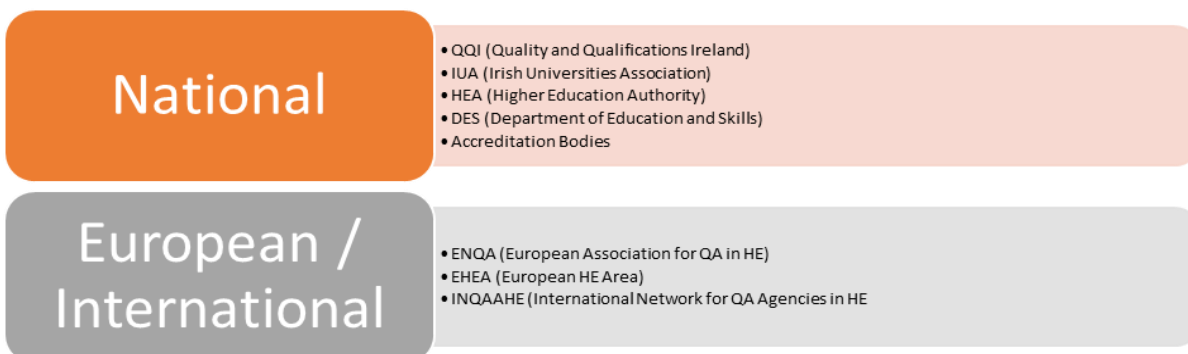 National
• QQI (Quality and Qualifications Ireland)
• IUA (Irish Universities Association)
• HEA (Higher Education Authority)
• DES (Department of Education and Skills)
• Accreditation Bodies
European /
International
• ENQA (European Association for QA in HE)
• EHEA (European HE Area)
• INQAAHE (International Network for QA Agencies in HE